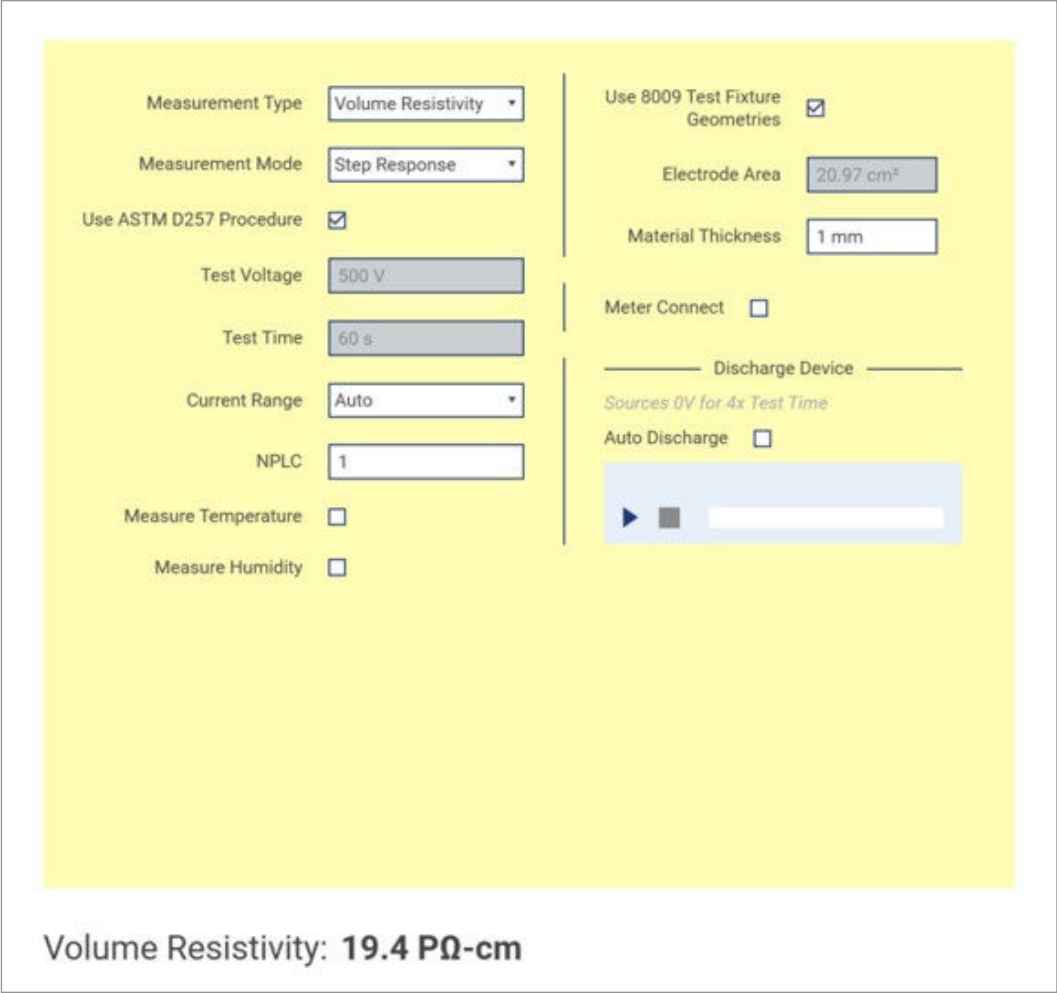 Measurement Type Volume Resistivity
Measurement Mode Step Response
Use ASTM D257 Procedure
Test Voltage 500 V
Test Time 60 s
Current Range Auto
NPLC 1
Measure Temperature
Measure Humidity
Use 8009 Test Fixture
Geometries
Electrode Area 20.97 cm²
Material Thickness 1 mm
Meter Connect
Discharge Device
Sources 0V for 4x Test Time
Auto Discharge
Volume Resistivity: 19.4 PΩ-cm